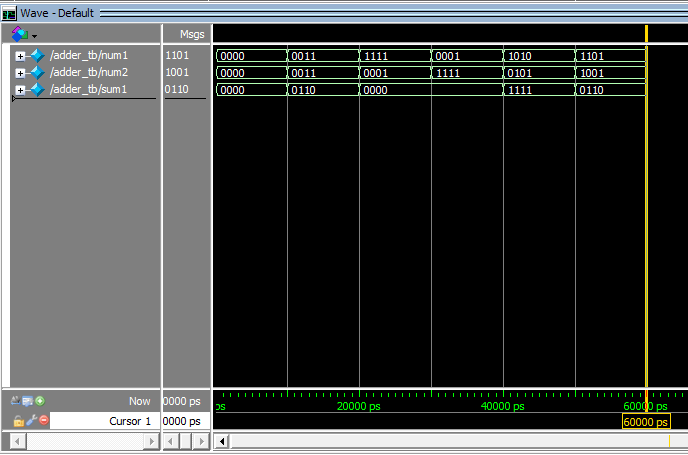 Wave - Default
Msgs
/adder_tb/num1 1101 0000 0011 1111 0001 1010 1101
/adder_tb/num2 1001 0000 0011 0001 1111 0101 1001
/adder_tb/sum1 0110 0000 0110 0000 1111 0110
Now 0000 ps ps 20000 ps 40000 ps 60000 ps
Cursor 1 0000 ps 60000 ps